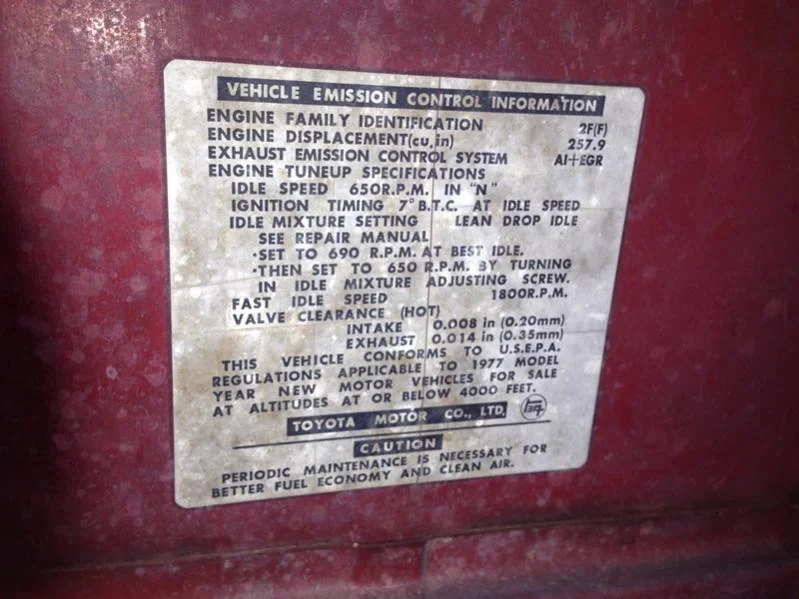 VEHICLE EMISSION CONTROL INFORMATION
ENGINE FAMILY IDENTIFICATION 2F(F)
ENGINE DISPLACEMENT(cu.in) 257.9
EXHAUST EMISSION CONTROL SYSTEM AI+EGR
ENGINE TUNEUP SPECIFICATIONS
IDLE SPEED 650R.P.M. IN "N"
IGNITION TIMING 7° B.T.C. AT IDLE SPEED
IDLE MIXTURE SETTING LEAN DROP IDLE
SEE REPAIR MANUAL
·SET TO 690 R.P.M. AT BEST IDLE.
·THEN SET TO 650 R.P.M. BY TURNING
IN IDLE MIXTURE ADJUSTING SCREW.
FAST IDLE SPEED 1800R.P.M.
VALVE CLEARANCE (HOT)
INTAKE 0.008 in (0.20mm)
EXHAUST 0.014 in (0.35mm)
THIS VEHICLE CONFORMS TO U.S.E.P.A.
REGULATIONS APPLICABLE TO 1977 MODEL
YEAR NEW MOTOR VEHICLES FOR SALE
AT ALTITUDES AT OR BELOW 4000 FEET.
TOYOTA MOTOR CO., LTD.
CAUTION
PERIODIC MAINTENANCE IS NECESSARY FOR
BETTER FUEL ECONOMY AND CLEAN AIR.